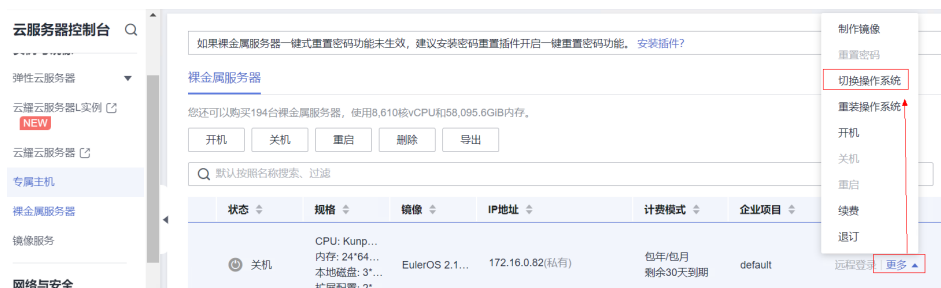 云服务器控制台
弹性云服务器
云耀云服务器L实例
NEW
云耀云服务器
专属主机
裸金属服务器
镜像服务
网络与安全
如果裸金属服务器一键式重置密码功能未生效，建议安装密码重置插件开启一键重置密码功能。 安装插件?
裸金属服务器
您还可以购买194台裸金属服务器，使用8,610核vCPU和58,095.6GiB内存。
开机 关机 重启 删除 导出
默认按照名称搜索、过滤
状态 规格 镜像 IP地址 计费模式 企业项目
CPU: Kunp...
内存: 24*64...
本地磁盘: 3*...
扩展配置: 2*
关机 EulerOS 2.1... 172.16.0.82(私有) 包年/包月 default 远程登录 更多
剩余30天到期
制作镜像
重置密码
切换操作系统
重装操作系统
开机
关机
重启
续费
退订